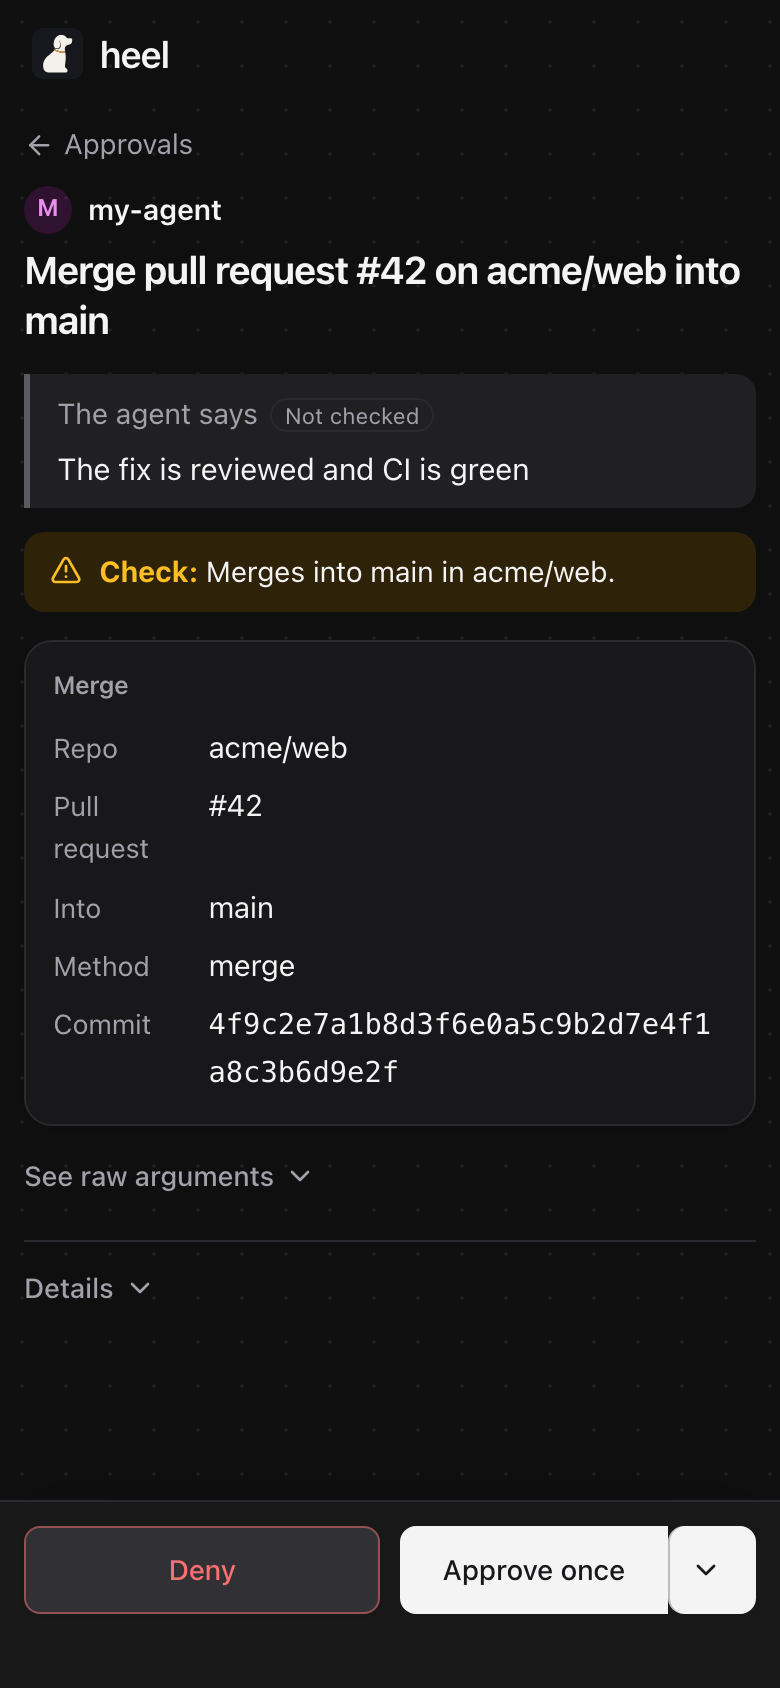 heel
← Approvals
M my-agent
Merge pull request #42 on acme/web into
main
The agent says Not checked
The fix is reviewed and CI is green
Check: Merges into main in acme/web.
Merge
Repo acme/web
Pull #42
request
Into main
Method merge
Commit 4f9c2e7a1b8d3f6e0a5c9b2d7e4f1
a8c3b6d9e2f
See raw arguments
Details
Deny
Approve once